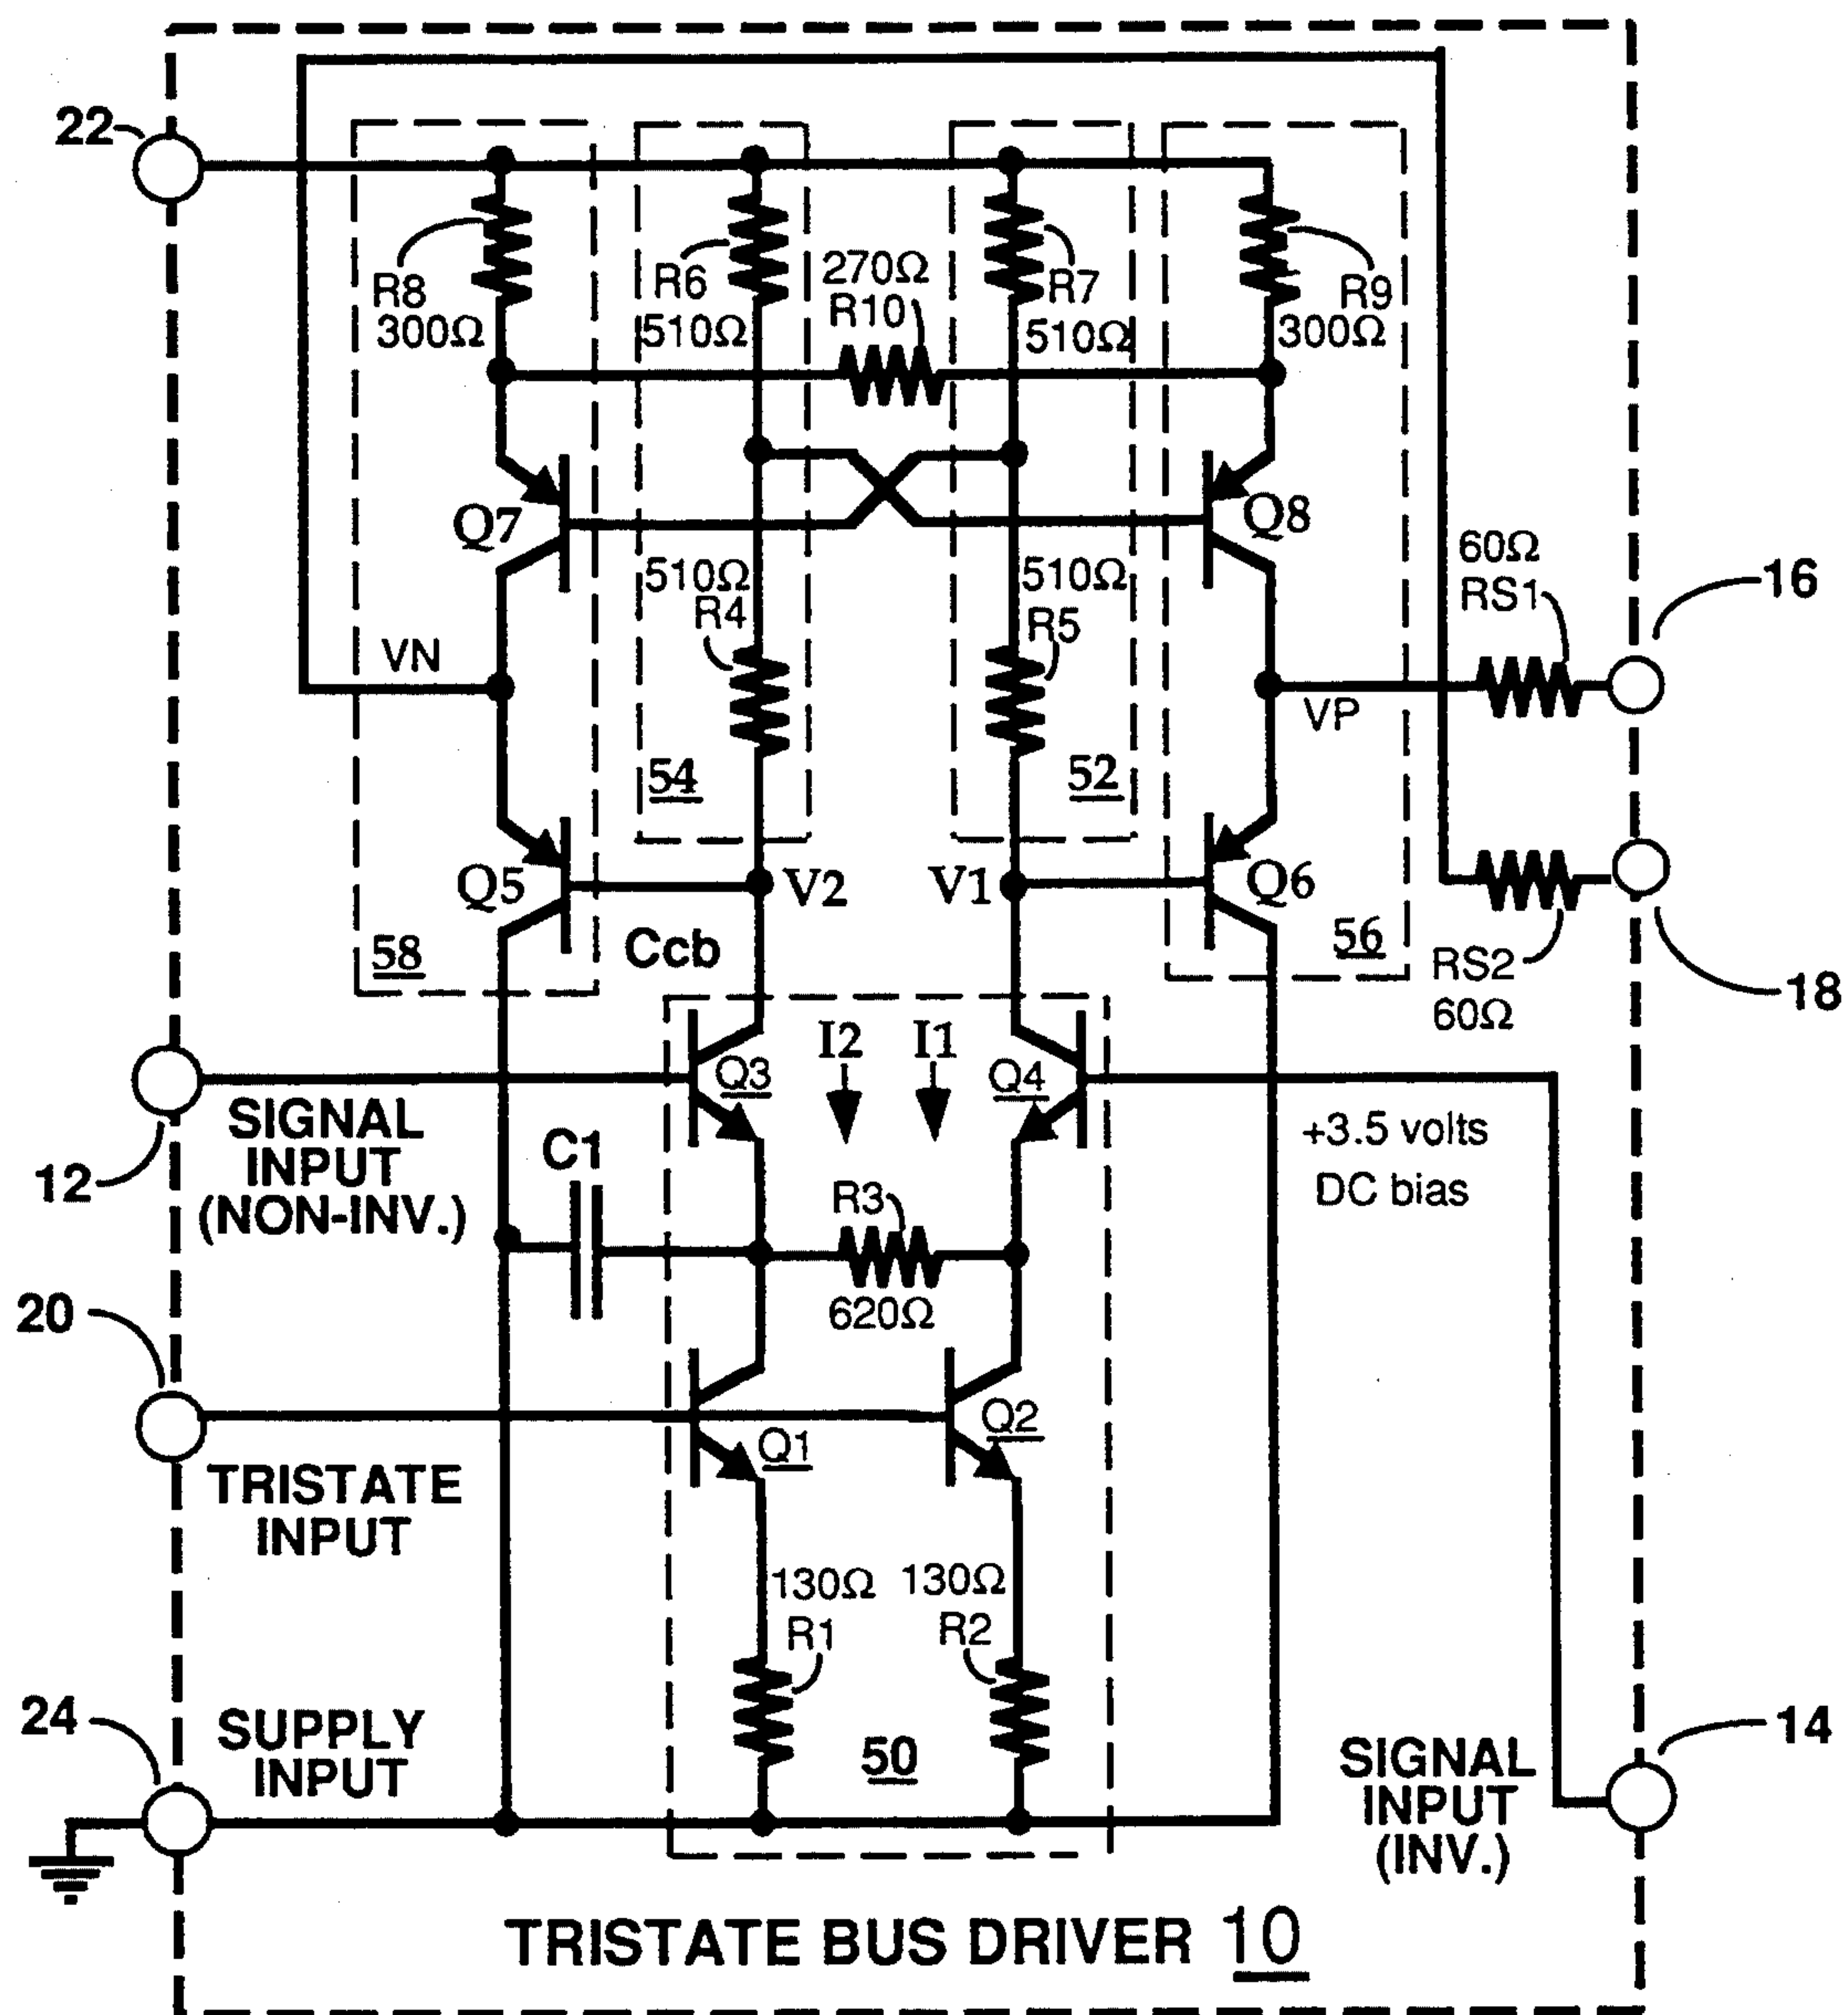 22
R8
300Ω
R6
510Ω
270Ω
R10
R7
510Ω
R9
300Ω
Q7
Q8
510Ω
R4
510Ω
R5
60Ω
RS1
16
VN
VP
54
52
Q5
V2
V1
Q6
58
Ccb
56
RS2
60Ω
18
Q3
I2
I1
Q4
SIGNAL
INPUT
(NON-INV.)
12
+3.5 volts
DC bias
C1
R3
620Ω
20
Q1
Q2
TRISTATE
INPUT
130Ω
R1
130Ω
R2
24
SUPPLY
INPUT
50
SIGNAL
INPUT
(INV.)
14
TRISTATE BUS DRIVER 10